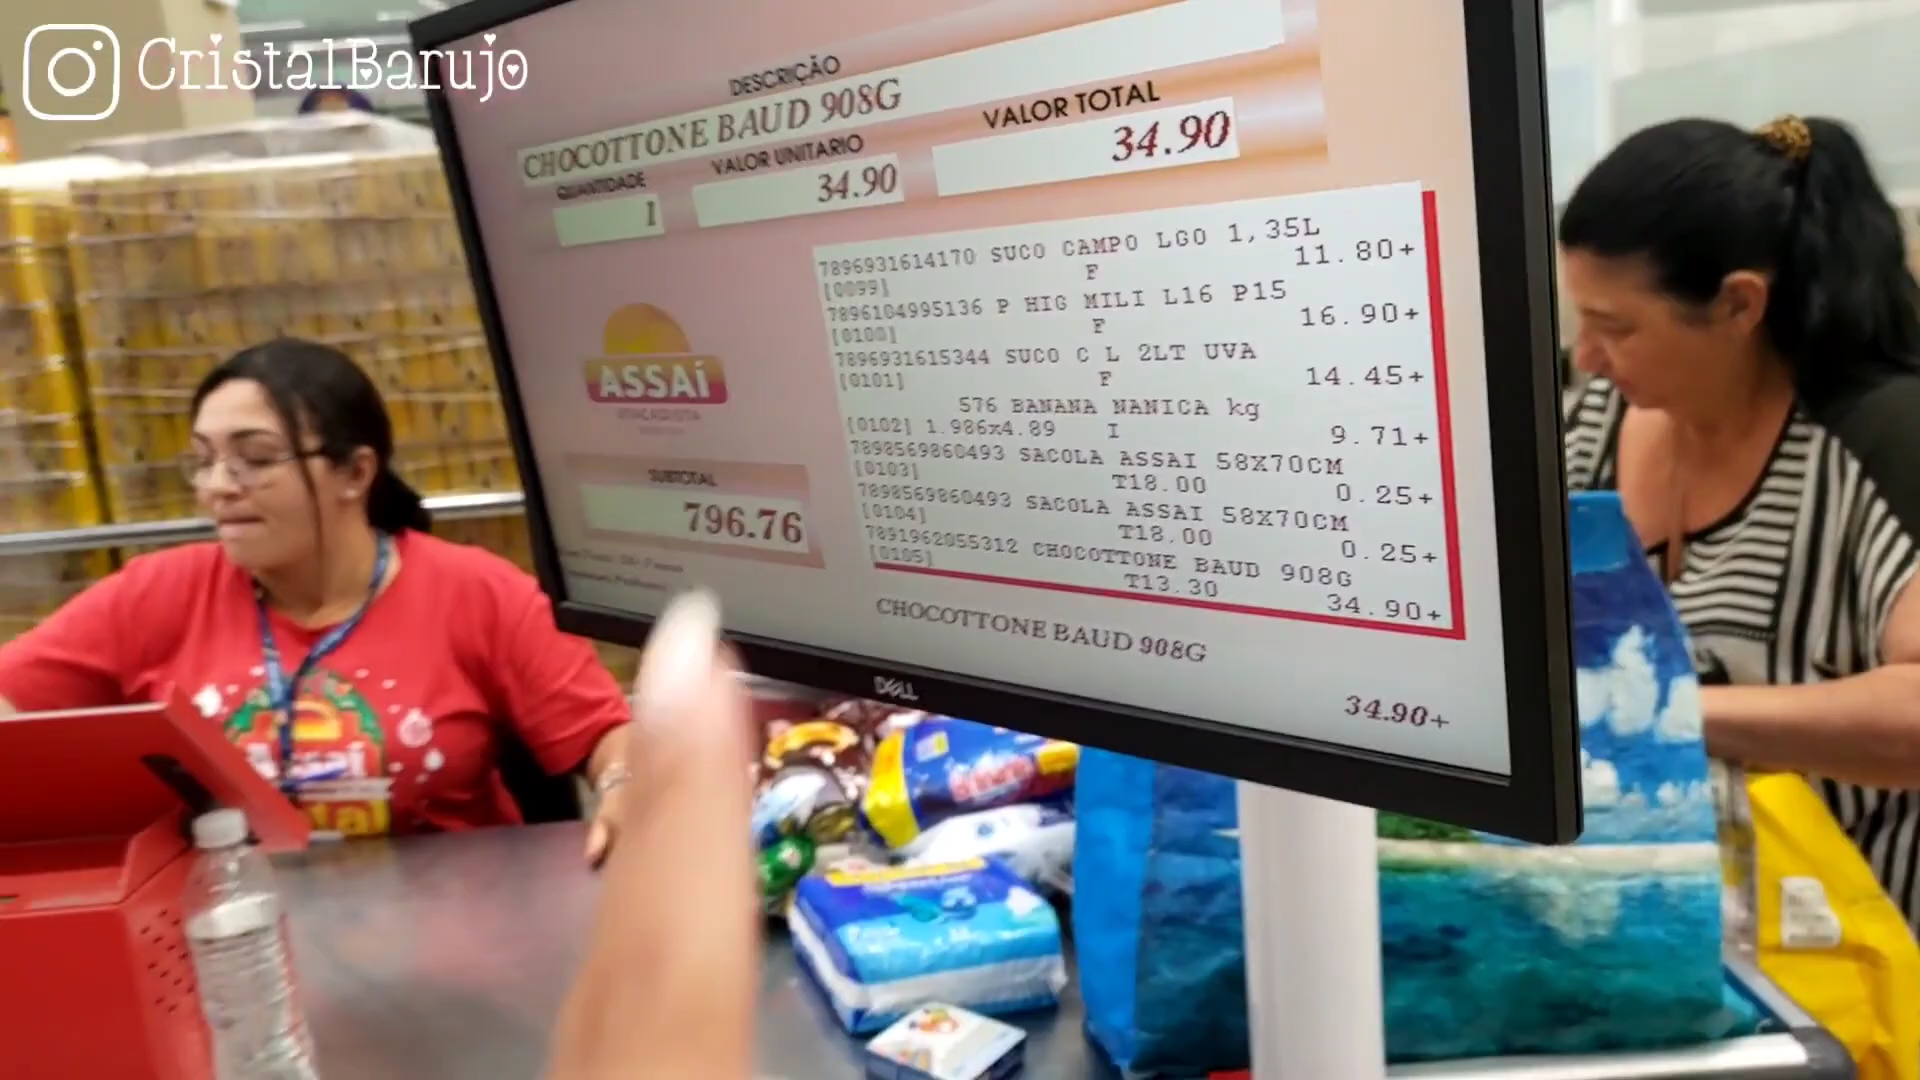 CristalBarujo
DESCRIÇÃO
CHOCOTTONE BAUD 908G
QUANTIDADE
VALOR UNITARIO
VALOR TOTAL
1
34.90
34.90
ASSAÍ
ATACADISTA
SUBTOTAL
796.76
7896931614170 SUCO CAMPO LGO 1,35L
[0099] F 11.80+
7896104995136 P HIG MILI L16 P15
[0100] F 16.90+
7896931615344 SUCO C L 2LT UVA
[0101] F 14.45+
576 BANANA NANICA kg
[0102] 1.986x4.89 I 9.71+
7898569860493 SACOLA ASSAI 58X70CM
[0103] T18.00 0.25+
7898569860493 SACOLA ASSAI 58X70CM
[0104] T18.00 0.25+
7891962055312 CHOCOTTONE BAUD 908G
[0105] T13.30 34.90+
CHOCOTTONE BAUD 908G
34.90+
DELL
Assaí